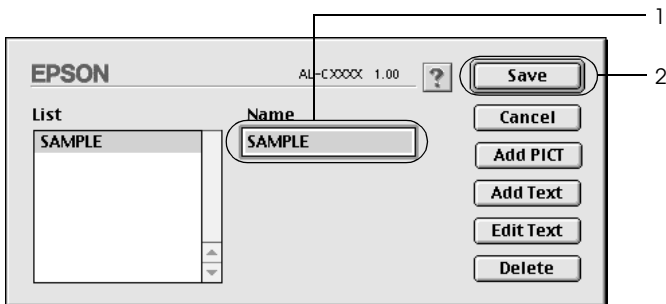 1
EPSON
AL-CXXXX 1.00
?
Save
2
List
Name
Cancel
SAMPLE
SAMPLE
Add PICT
Add Text
Edit Text
Delete